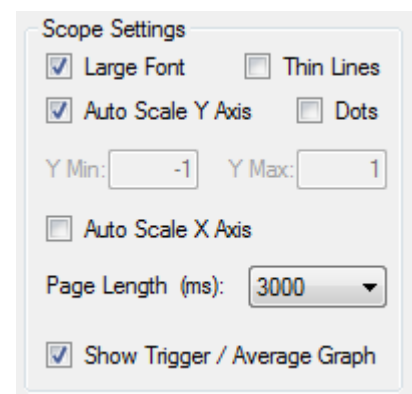 Scope Settings
Large Font Thin Lines
Auto Scale Y Axis Dots
Y Min: -1 Y Max: 1
Auto Scale X Axis
Page Length (ms): 3000
Show Trigger / Average Graph